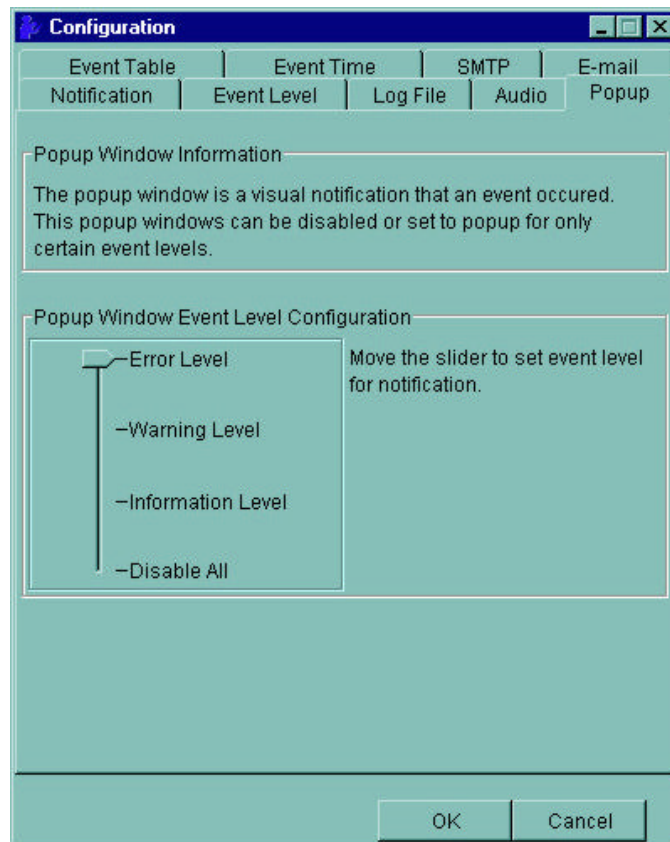 Configuration
Event Table Event Time SMTP E-mail
Notification Event Level Log File Audio Popup
Popup Window Information
The popup window is a visual notification that an event occured.
This popup windows can be disabled or set to popup for only
certain event levels.
Popup Window Event Level Configuration
Error Level
Warning Level
Information Level
Disable All
Move the slider to set event level
for notification.
OK Cancel